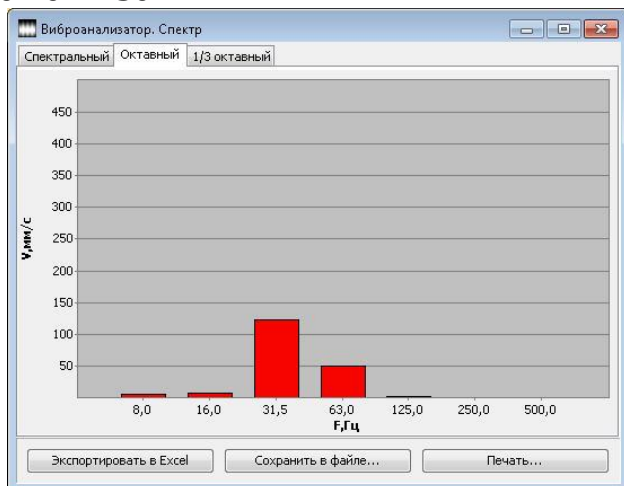 Виброанализатор. Спектр
Спектральный Октавный 1/3 октавный
450
400
350
300
250
200
150
100
50
V,мм/с
8,0 16,0 31,5 63,0 125,0 250,0 500,0
F,Гц
Экспортировать в Excel Сохранить в файле... Печать...